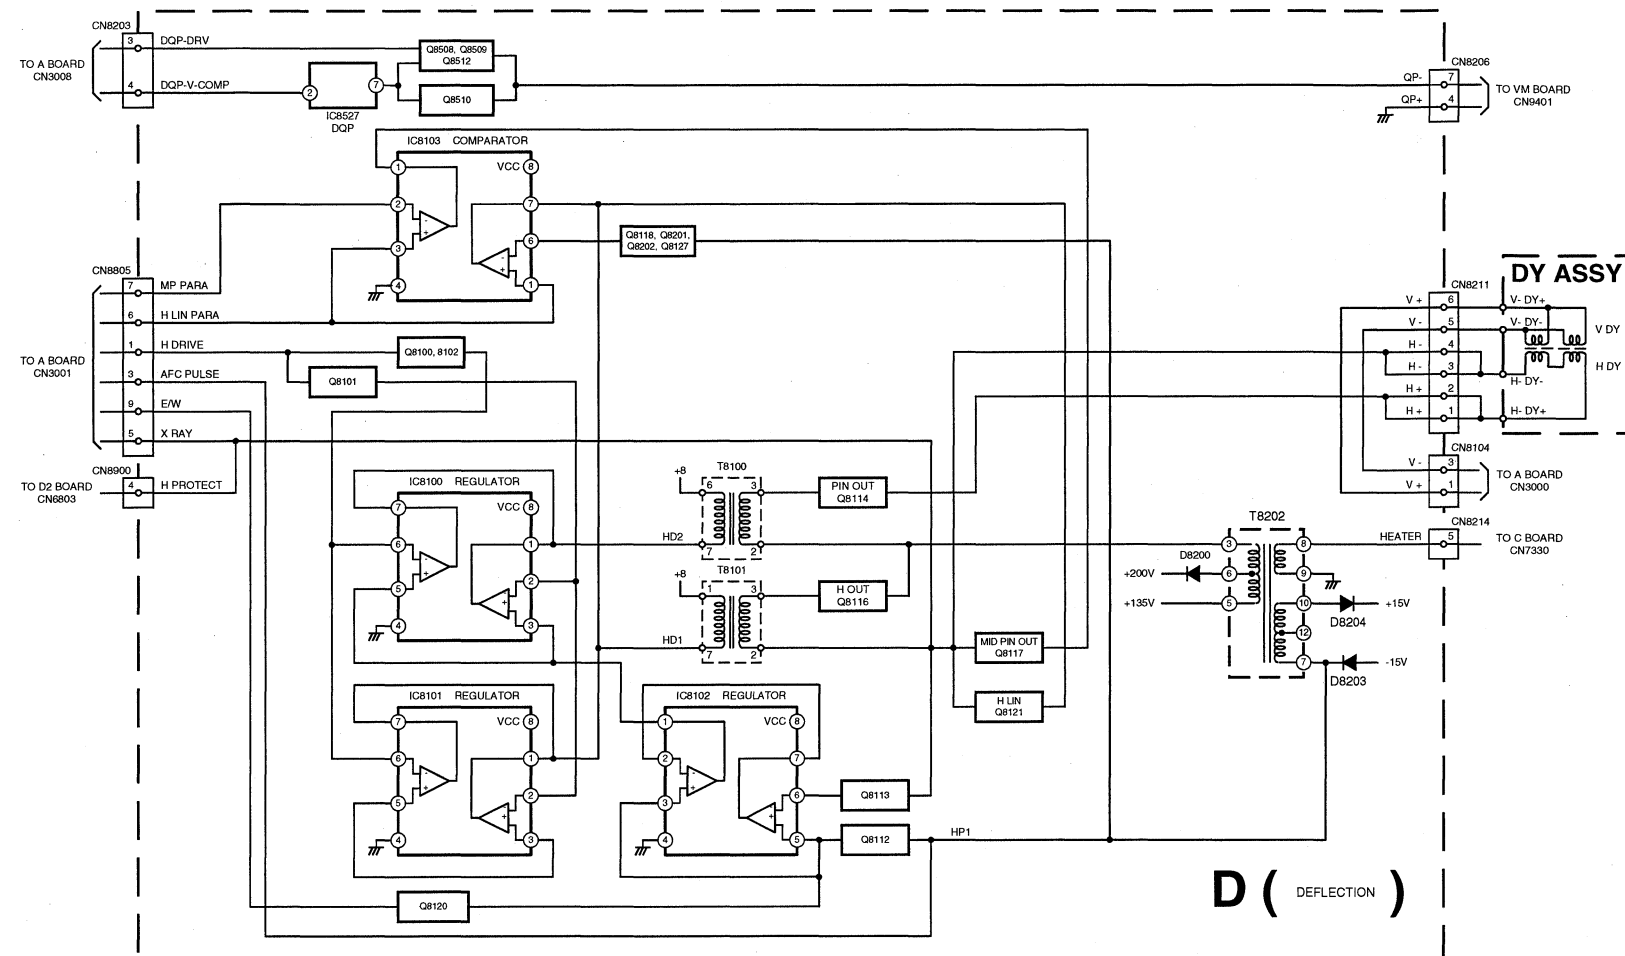 CN8203
TO A BOARD
CN3008
3 DQP-DRV
4 DQP-V-COMP
2
7
IC8527
DQP
Q8508, Q8509
Q8512
Q8510
CN8206
QP- 7
QP+ 4
TO VM BOARD
CN9401
IC8103 COMPARATOR
1
VCC 8
2
7
-
+
6
3
-
+
4
1
Q8118, Q8201,
Q8202, Q8127
CN8805
TO A BOARD
CN3001
7 MP PARA
6 H LIN PARA
1 H DRIVE
3 AFC PULSE
9 E/W
5 X RAY
Q8100, 8102
Q8101
CN8900
TO D2 BOARD
CN6803
4 H PROTECT
DY ASSY
CN8211
V + 6 V- DY+
V - 5 V- DY-
H - 4
H - 3
H- DY-
H + 2
H + 1 H- DY+
V DY
H DY
CN8104
V - 3
V + 1
TO A BOARD
CN3000
CN8214
HEATER 5
TO C BOARD
CN7330
IC8100 REGULATOR
7
VCC 8
6
1
-
+
2
5
+
4
3
T8100
+8
6
3
HD2
7
2
PIN OUT
Q8114
T8101
+8
1
3
HD1
7
2
H OUT
Q8116
MID PIN OUT
Q8117
H LIN
Q8121
T8202
3
8
D8200
+200V
6
9
+135V
5
10
+15V
D8204
12
7
-15V
D8203
IC8101 REGULATOR
7
VCC 8
6
1
-
+
2
5
+
4
3
IC8102 REGULATOR
1
VCC 8
2
7
-
+
6
3
+
4
5
Q8113
Q8112
HP1
Q8120
D ( DEFLECTION )